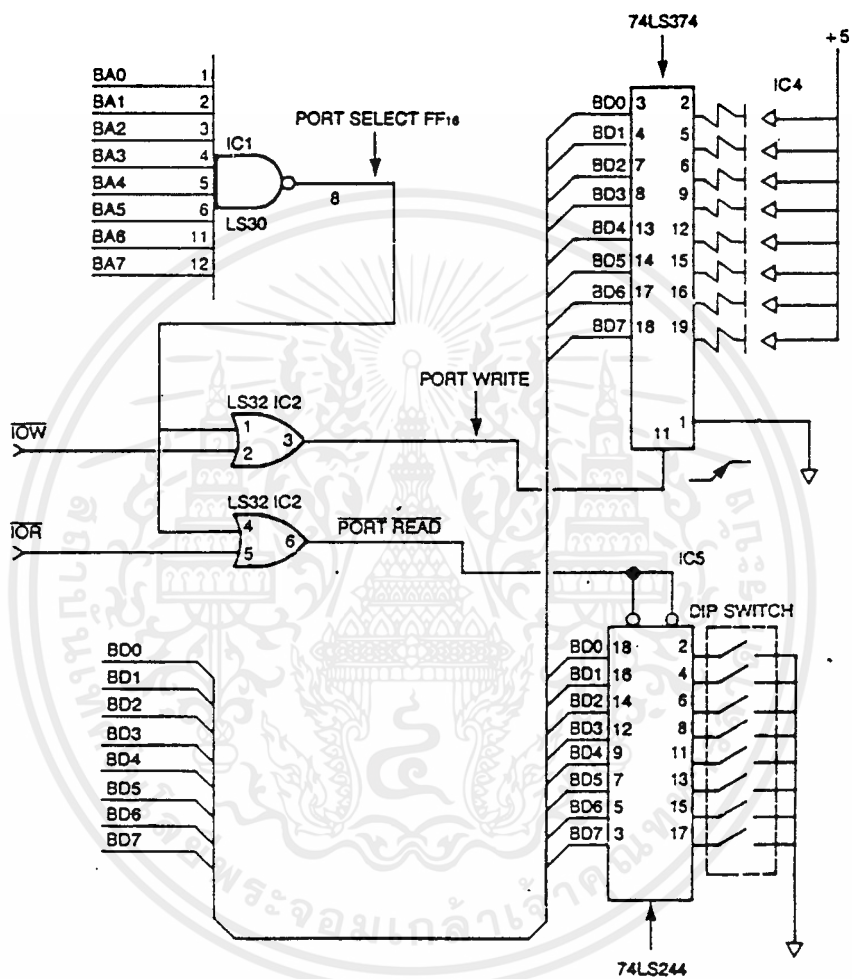 74LS374
+5
BA0 1
BA1 2
BA2 3
BA3 4
BA4 5
BA5 6
BA6 11
BA7 12
IC1
LS30
8
PORT SELECT FF₁₆
IC4
BD0 3 2
BD1 4 5
BD2 7 6
BD3 8 9
BD4 13 12
BD5 14 15
BD6 17 16
BD7 18 19
11
1
PORT WRITE
LS32 IC2
IOW
1
2
3
LS32 IC2
IOR
4
5
6
PORT READ
IC5
DIP SWITCH
BD0
BD1
BD2
BD3
BD4
BD5
BD6
BD7
BD0 18 2
BD1 16 4
BD2 14 6
BD3 12 8
BD4 9 11
BD5 7 13
BD6 5 15
BD7 3 17
74LS244